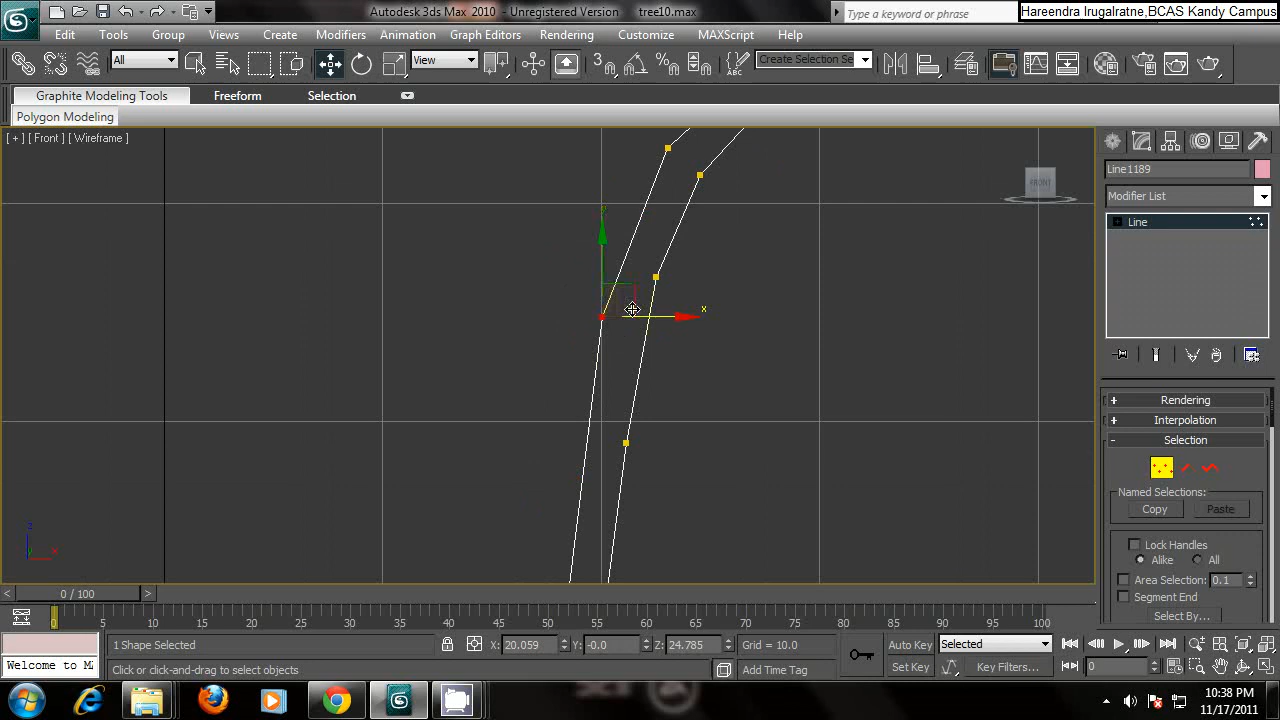 Autodesk 3ds Max 2010 - Unregistered Version tree10.max
Type a keyword or phrase
Hareendra Irugalratne,BCAS Kandy Campus
Edit Tools Group Views Create Modifiers Animation Graph Editors Rendering Customize MAXScript Help
All
View
Create Selection Se
Graphite Modeling Tools Freeform Selection
Polygon Modeling
[ + ] [ Front ] [ Wireframe ]
FRONT
y
x
z
y
x
Line1189
Modifier List
Line
+ Rendering
+ Interpolation
- Selection
Named Selections:
Copy Paste
Lock Handles
Alike All
Area Selection: 0.1
Segment End
Select By...
< 0 / 100 >
0 5 10 15 20 25 30 35 40 45 50 55 60 65 70 75 80 85 90 95 100
1 Shape Selected X: 20.059 Y: -0.0 Z: 24.785 Grid = 10.0 Auto Key Selected
Welcome to MA Click or click-and-drag to select objects Add Time Tag Set Key Key Filters... 0
10:38 PM
11/17/2011